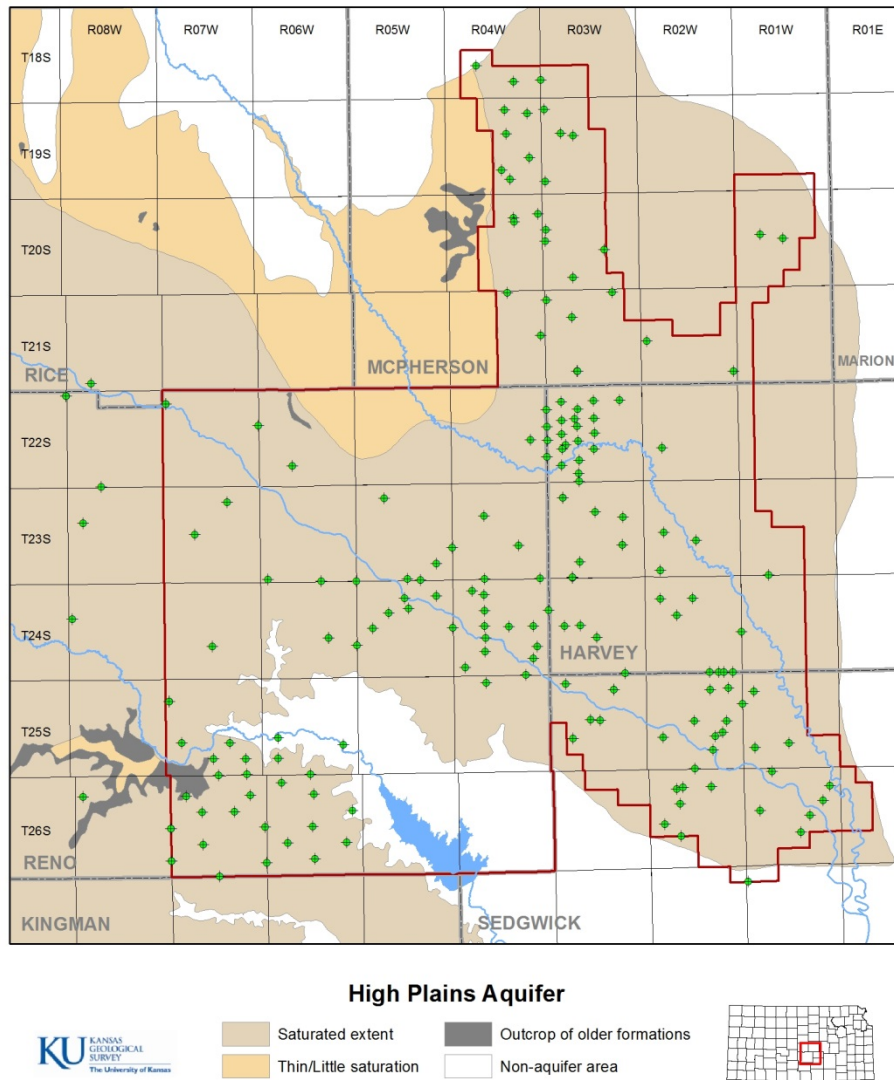 R08W R07W R06W R05W R04W R03W R02W R01W R01E
T18S
T19S
T20S
T21S
RICE
MCPHERSON
MARION
T22S
T23S
T24S
HARVEY
T25S
T26S
RENO
KINGMAN
SEDGWICK
High Plains Aquifer
KU KANSAS
GEOLOGICAL
SURVEY
The University of Kansas
Saturated extent
Outcrop of older formations
Thin/Little saturation
Non-aquifer area